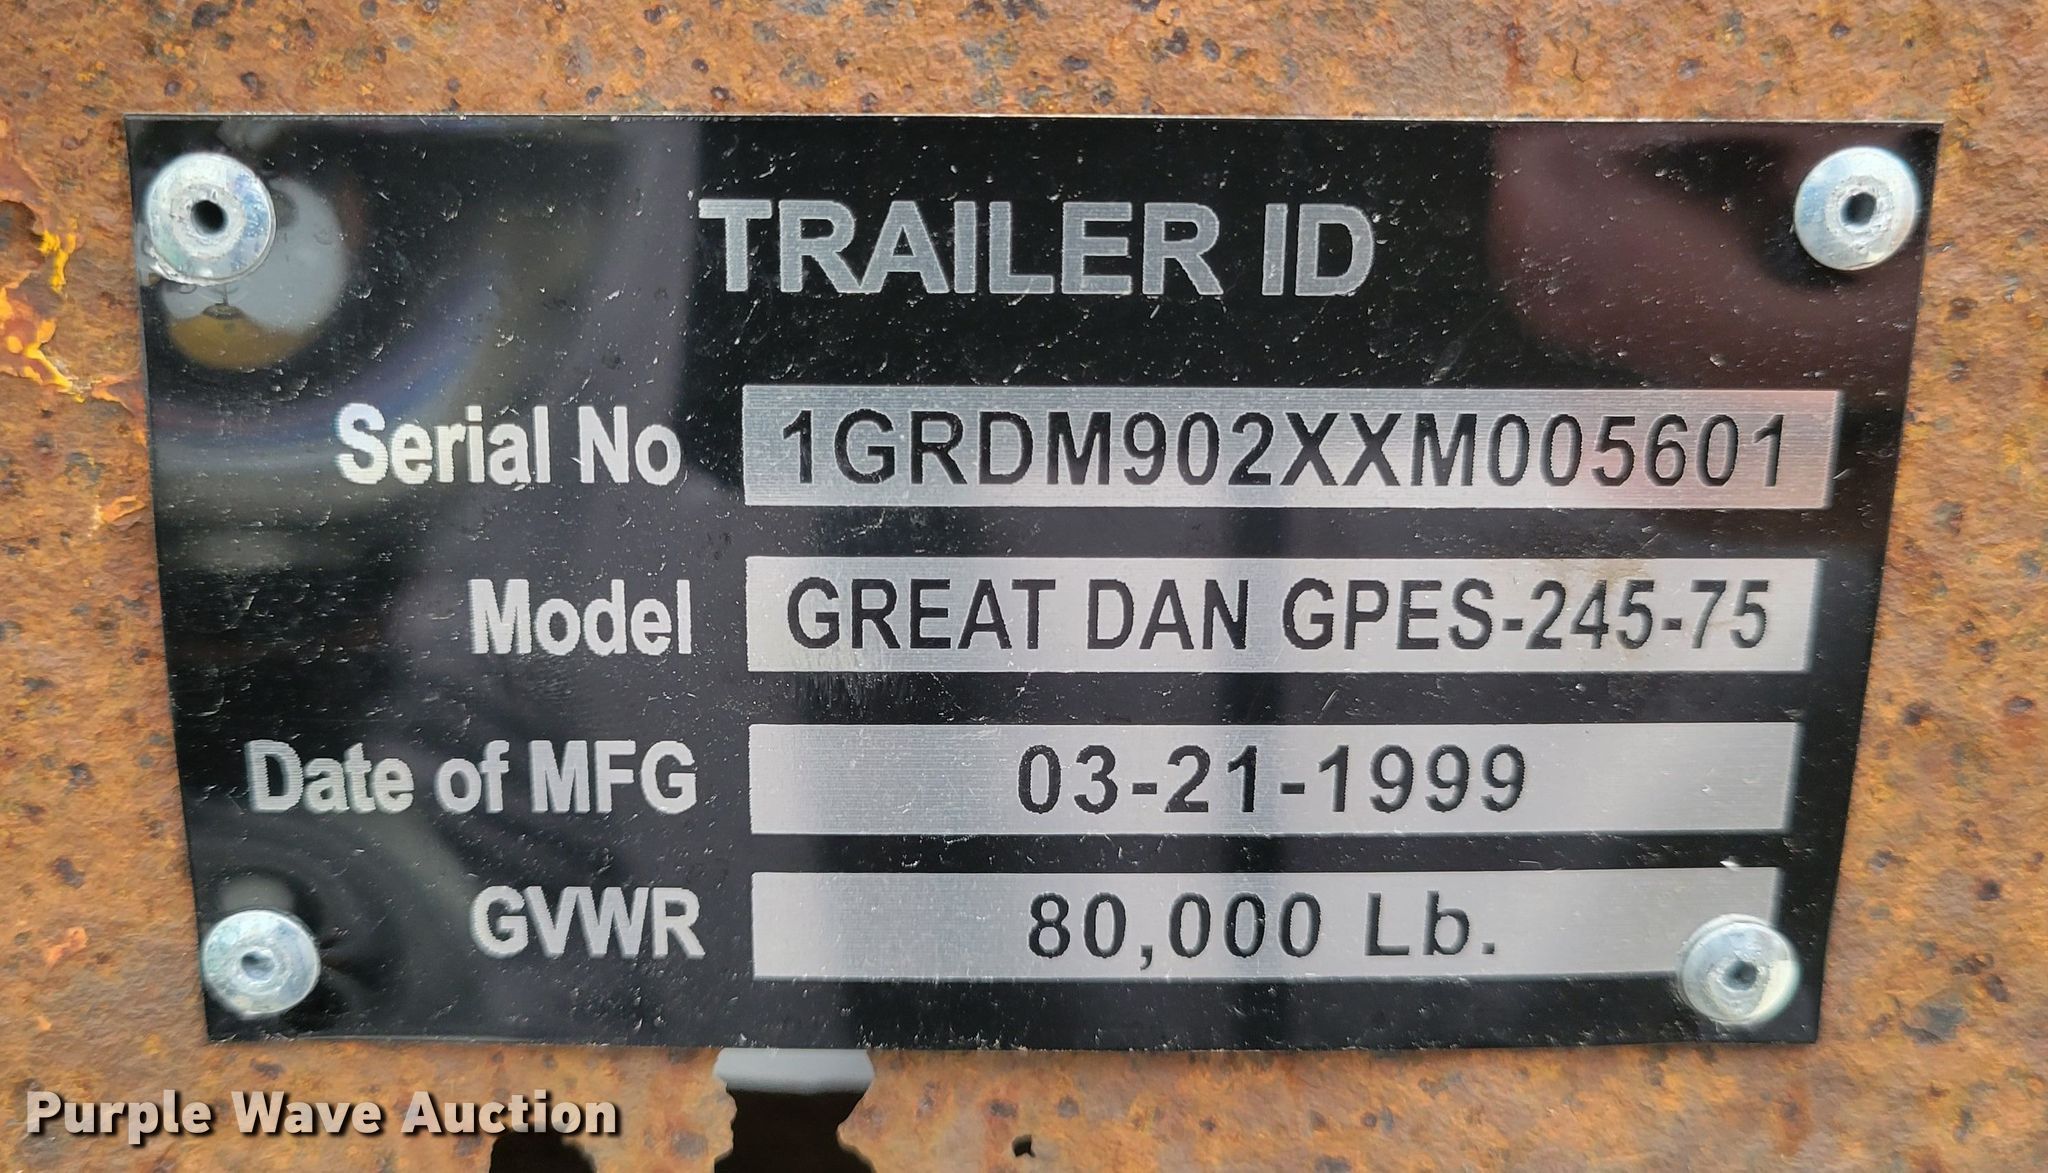 TRAILER ID
Serial No 1GRDM902XXM005601
Model GREAT DAN GPES-245-75
Date of MFG 03-21-1999
GVWR 80,000 Lb.
Purple Wave Auction